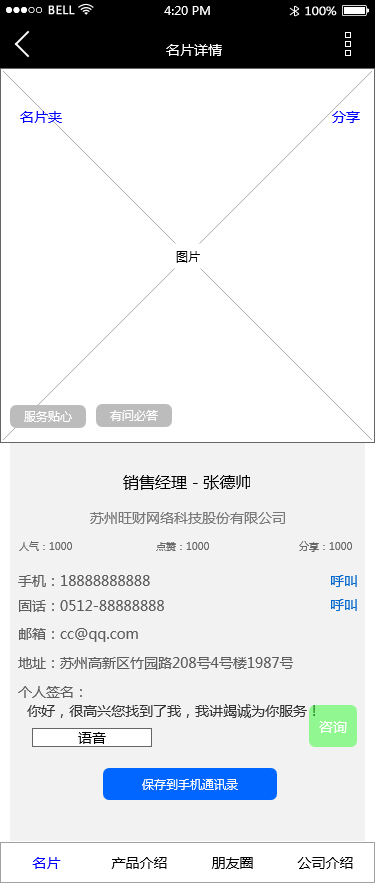 BELL 4:20 PM 100%
名片详情
名片夹 分享
图片
服务贴心 有问必答
销售经理 - 张德帅
苏州旺财网络科技股份有限公司
人气：1000 点赞：1000 分享：1000
手机：18888888888 呼叫
固话：0512-88888888 呼叫
邮箱：cc@qq.com
地址：苏州高新区竹园路208号4号楼1987号
个人签名：
你好，很高兴您找到了我，我讲竭诚为你服务！
咨询
语音
保存到手机通讯录
名片 产品介绍 朋友圈 公司介绍